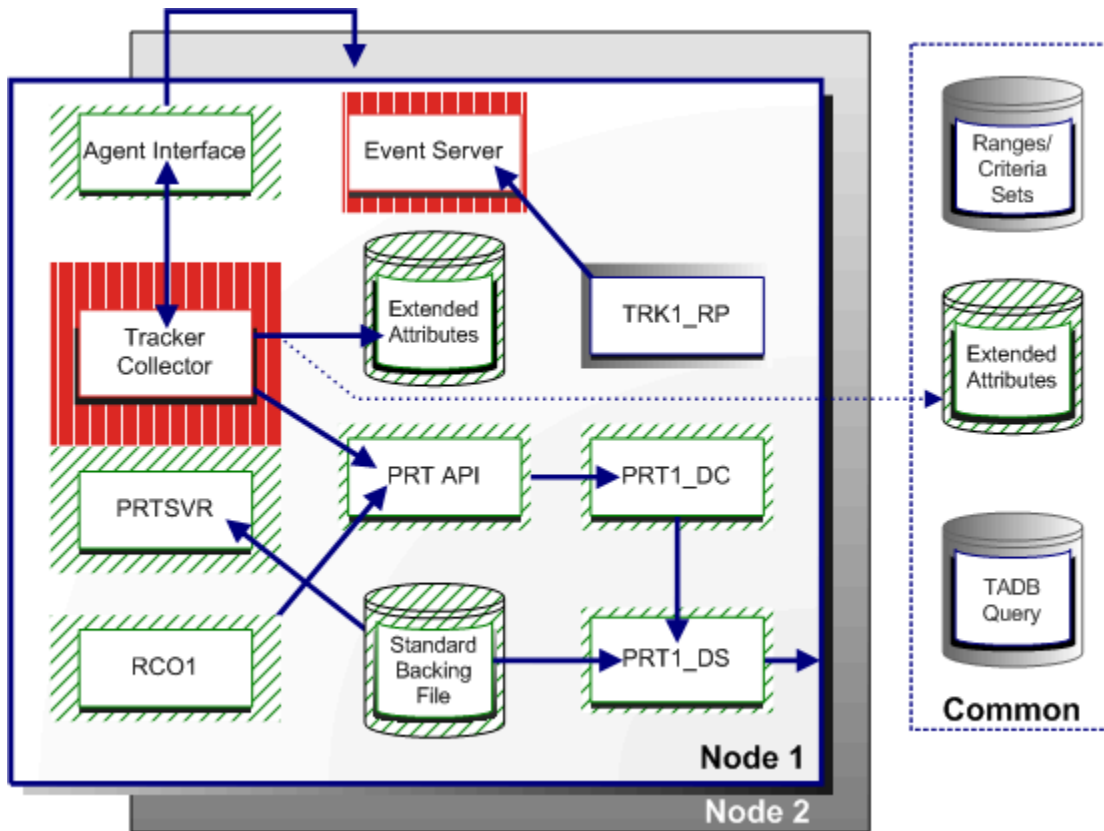 Agent Interface
Event Server
Ranges/
Criteria
Sets
Extended
Attributes
TRK1_RP
Tracker
Collector
Extended
Attributes
PRT API
PRT1_DC
PRTSVR
TADB
Query
RCO1
Standard
Backing
File
PRT1_DS
Common
Node 1
Node 2